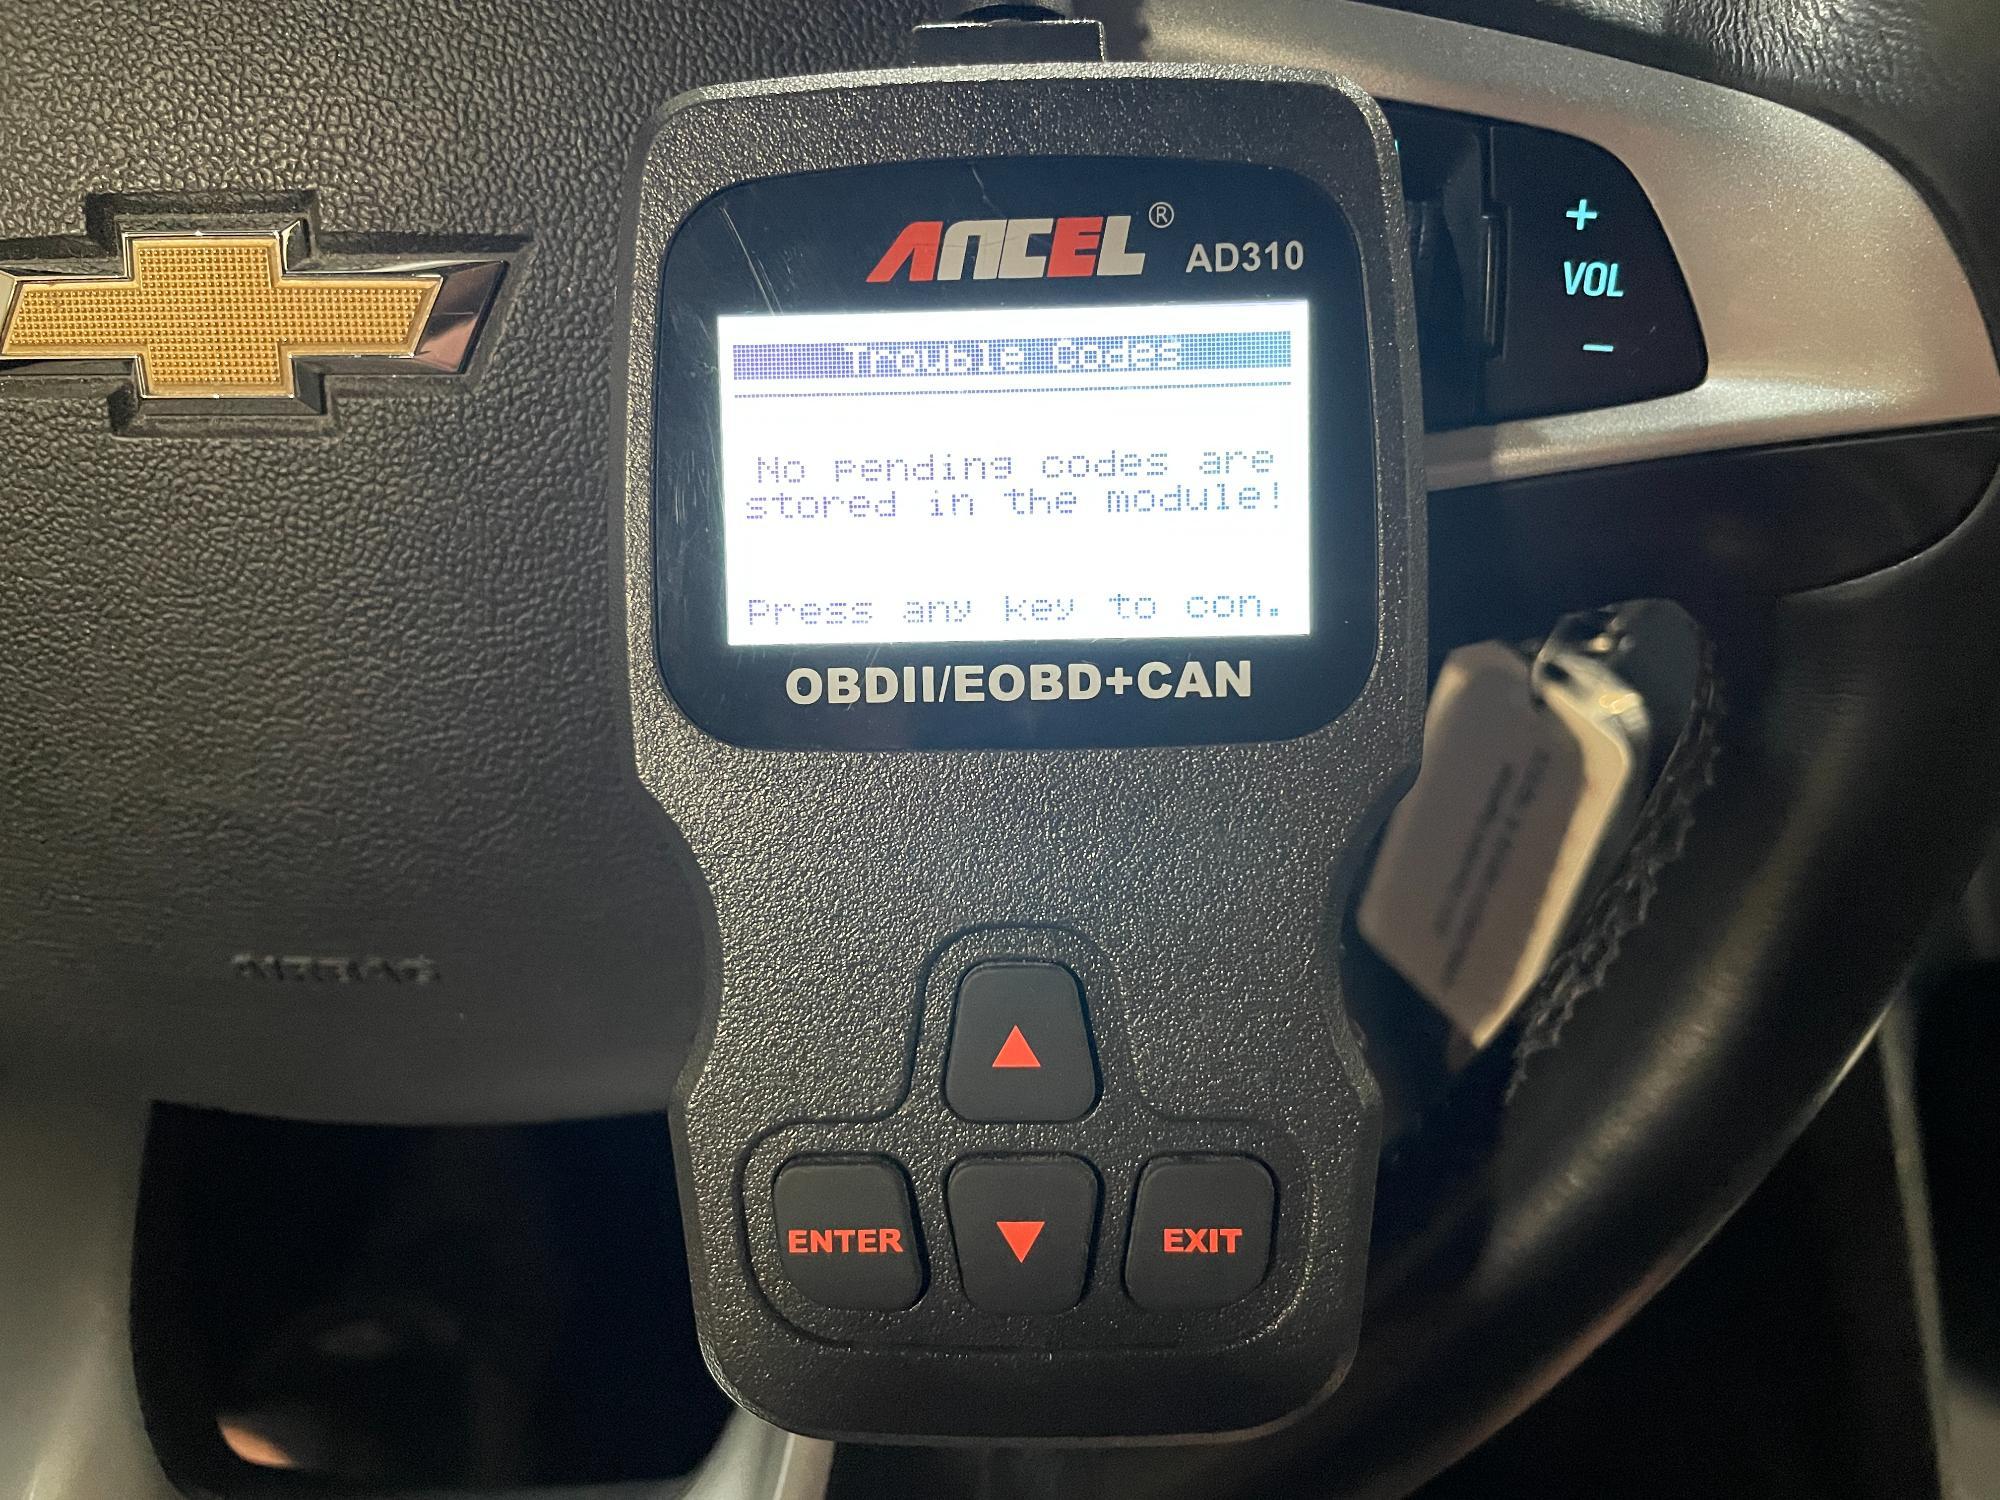 ANCEL® AD310
Trouble Codes
No pending codes are
stored in the module!
Press any key to con.
OBDII/EOBD+CAN
+
VOL
−
AIRBAG
ENTER
EXIT